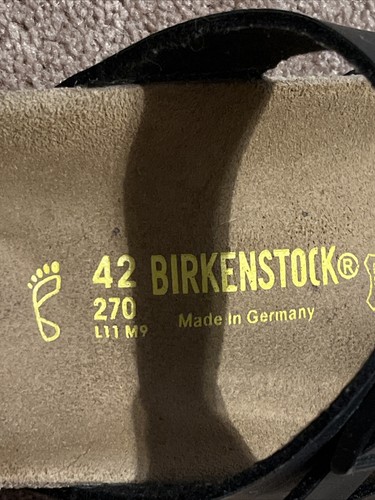 42 BIRKENSTOCK®
270
L11 M9
Made In Germany